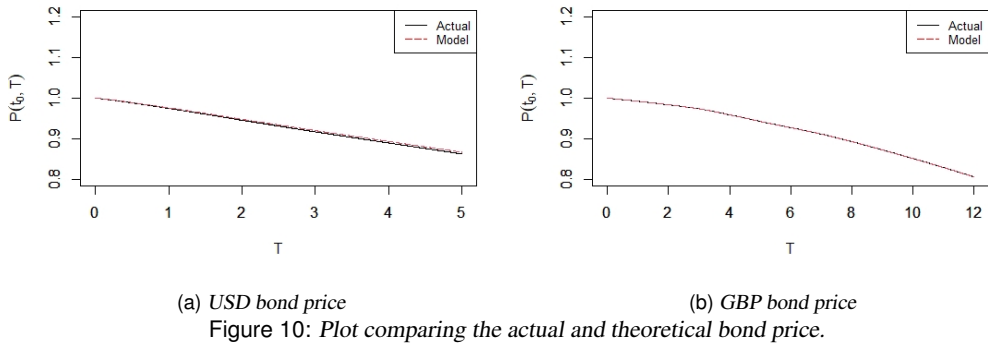 1.2
1.1
1.0
0.9
0.8
P(t₀, T)
Actual
Model
0 1 2 3 4 5
T
(a) USD bond price
1.2
1.1
1.0
0.9
0.8
P(t₀, T)
Actual
Model
0 2 4 6 8 10 12
T
(b) GBP bond price
Figure 10: Plot comparing the actual and theoretical bond price.